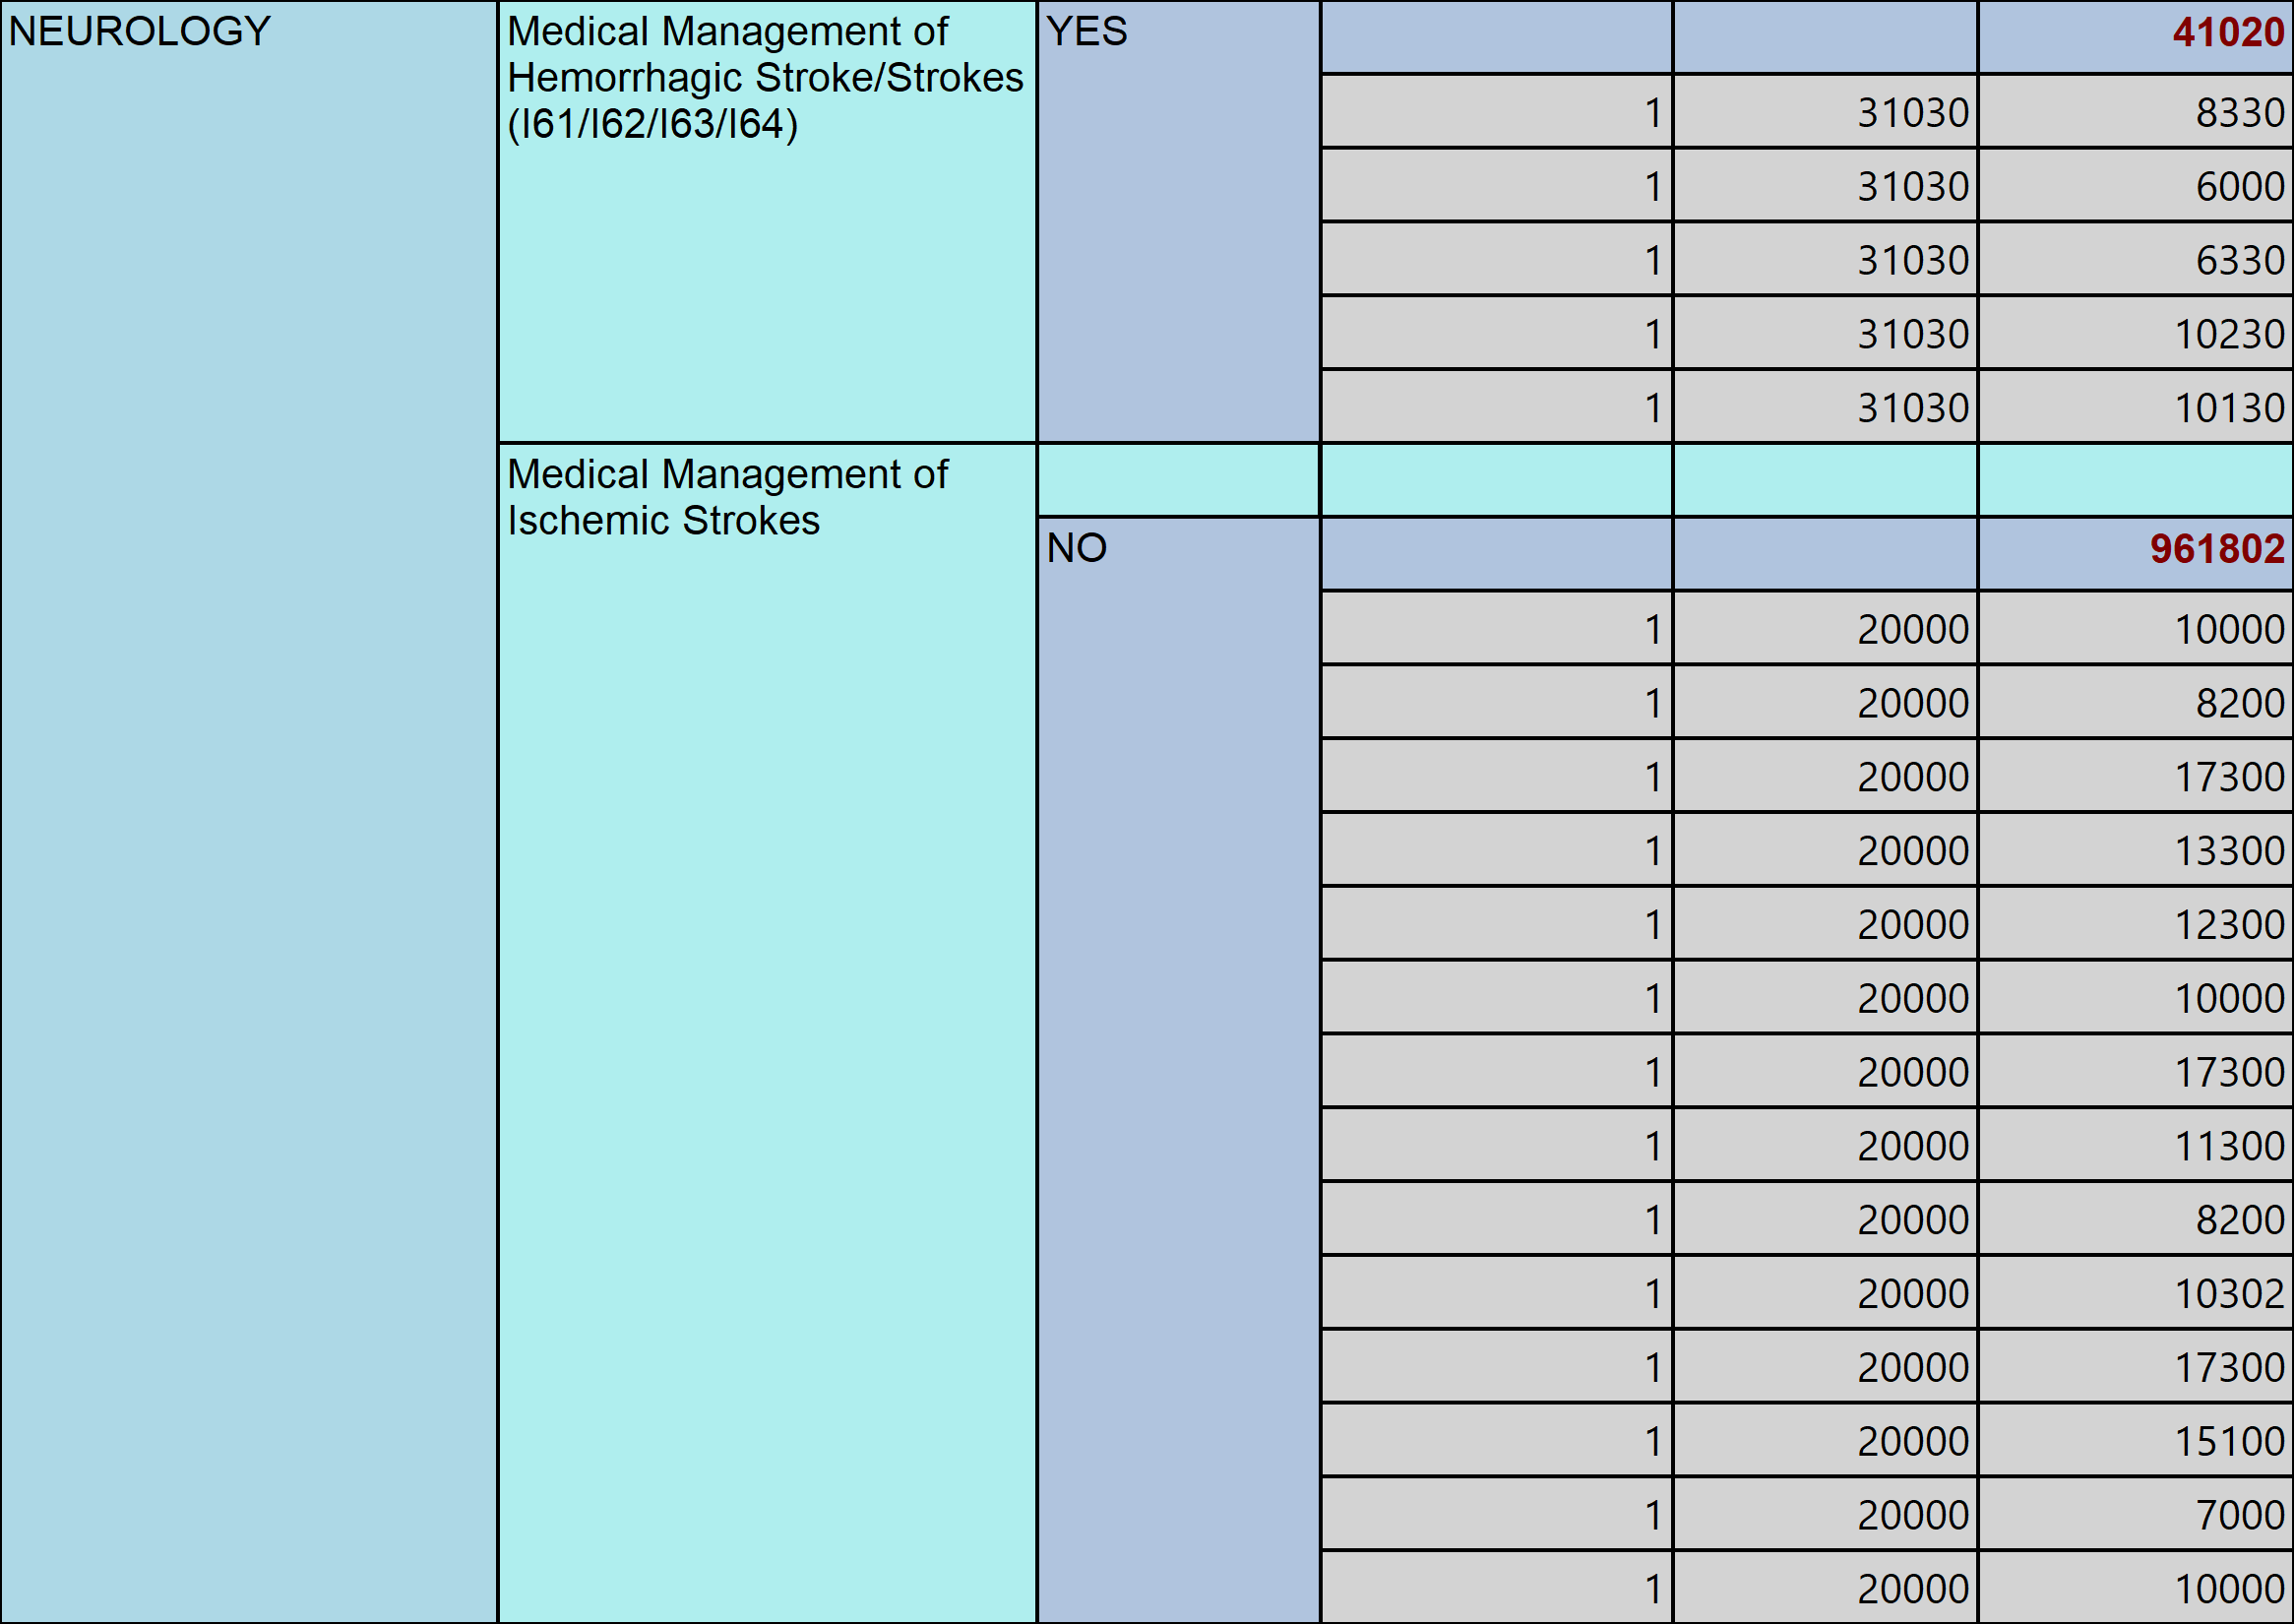 NEUROLOGY
Medical Management of
Hemorrhagic Stroke/Strokes
(I61/I62/I63/I64)
YES
41020
1 31030 8330
1 31030 6000
1 31030 6330
1 31030 10230
1 31030 10130
Medical Management of
Ischemic Strokes
NO
961802
1 20000 10000
1 20000 8200
1 20000 17300
1 20000 13300
1 20000 12300
1 20000 10000
1 20000 17300
1 20000 11300
1 20000 8200
1 20000 10302
1 20000 17300
1 20000 15100
1 20000 7000
1 20000 10000